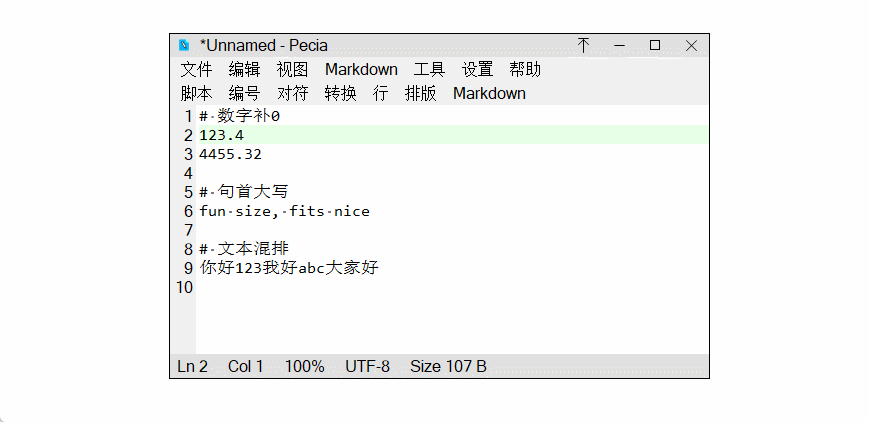 *Unnamed - Pecia
文件 编辑 视图 Markdown 工具 设置 帮助
脚本 编号 对符 转换 行 排版 Markdown
1 #·数字补0
2 123.4
3 4455.32
4
5 #·句首大写
6 fun·size,·fits·nice
7
8 #·文本混排
9 你好123我好abc大家好
10
Ln 2 Col 1 100% UTF-8 Size 107 B